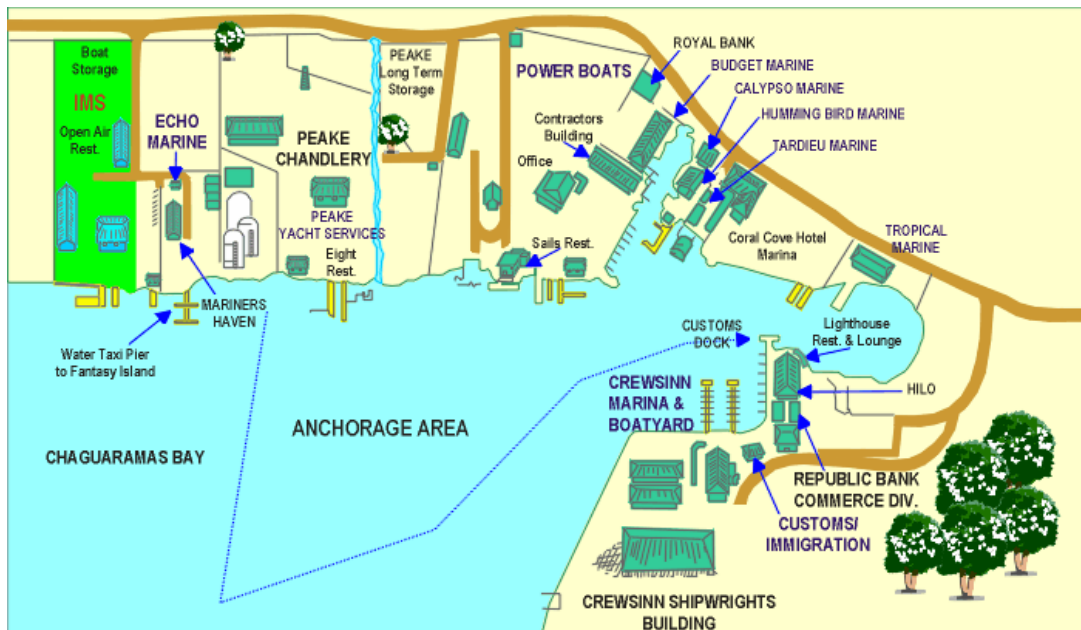 Boat
Storage
IMS
Open Air
Rest.
ECHO
MARINE
PEAKE
CHANDLERY
PEAKE
YACHT SERVICES
Eight
Rest.
PEAKE
Long Term
Storage
POWER BOATS
Contractors
Building
Office
Sails Rest.
ROYAL BANK
BUDGET MARINE
CALYPSO MARINE
HUMMING BIRD MARINE
TARDIEU MARINE
Coral Cove Hotel
Marina
TROPICAL
MARINE
MARINERS
HAVEN
Water Taxi Pier
to Fantasy Island
CUSTOMS
DOCK
Lighthouse
Rest. & Lounge
HILO
CREWSINN
MARINA &
BOATYARD
ANCHORAGE AREA
CHAGUARAMAS BAY
REPUBLIC BANK
COMMERCE DIV.
CUSTOMS/
IMMIGRATION
CREWSINN SHIPWRIGHTS
BUILDING